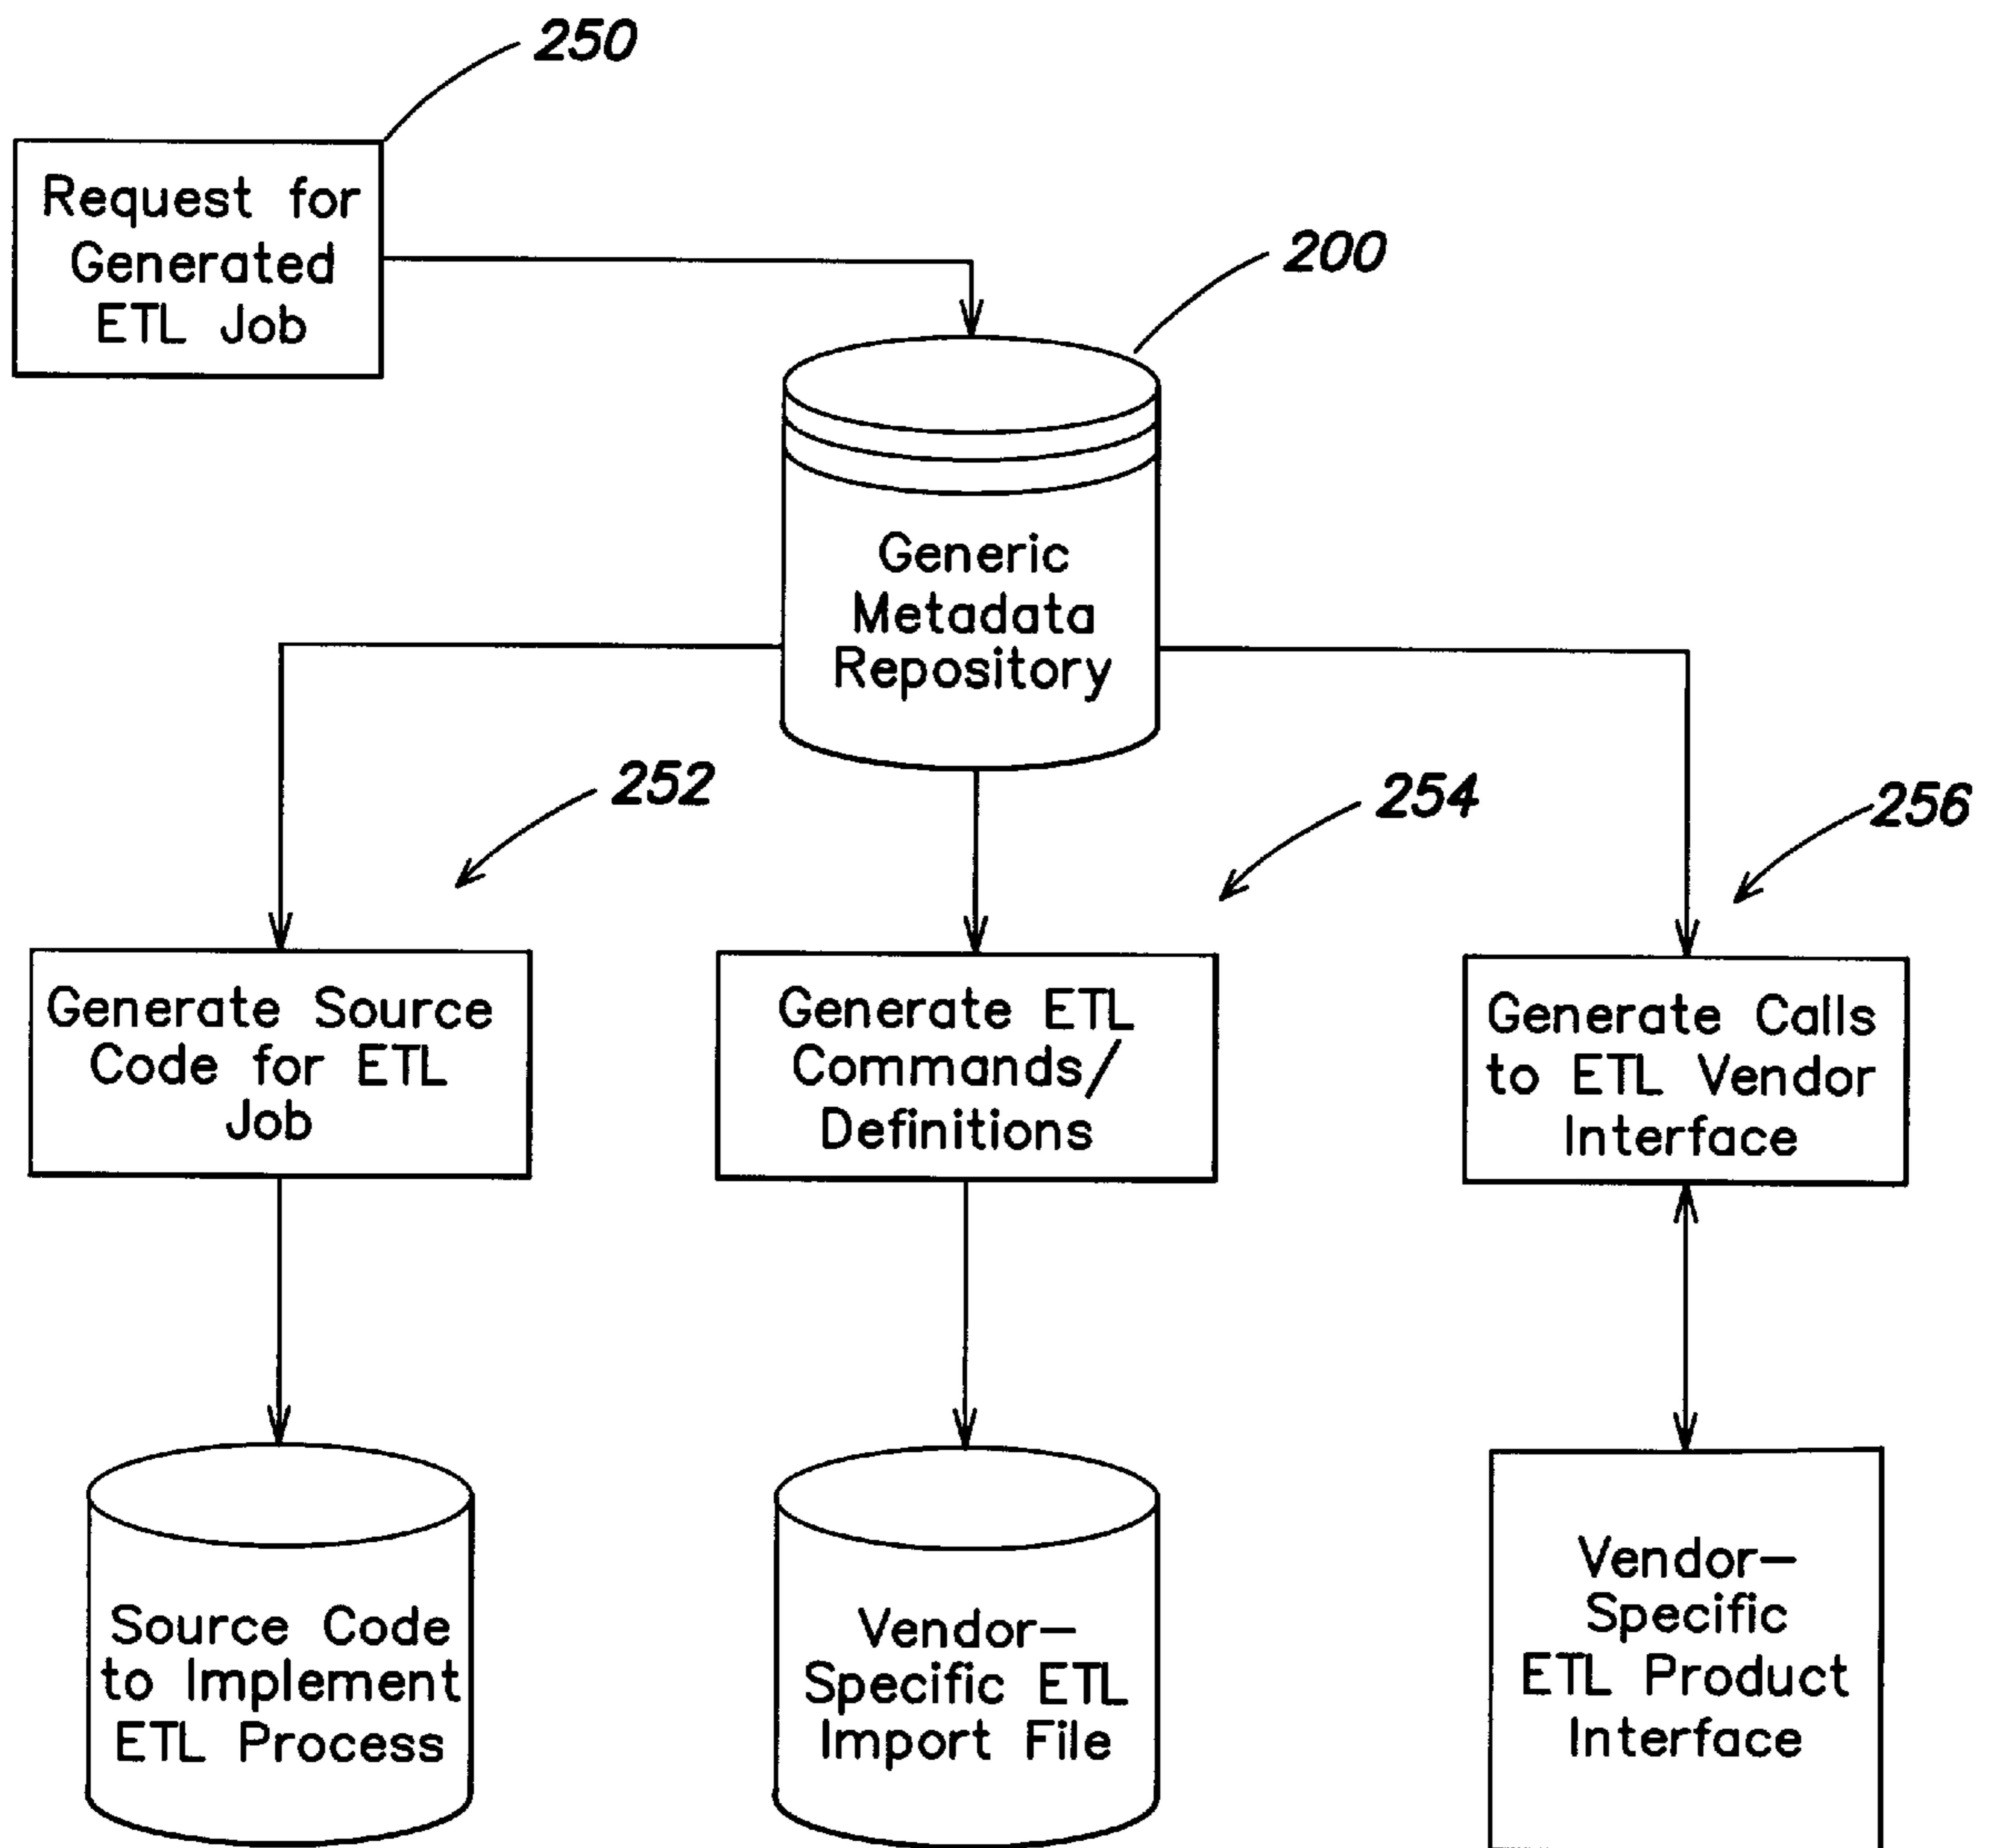 250
Request for
Generated
ETL Job
200
Generic
Metadata
Repository
252
254
256
Generate Source
Code for ETL
Job
Generate ETL
Commands/
Definitions
Generate Calls
to ETL Vendor
Interface
Source Code
to Implement
ETL Process
Vendor-
Specific ETL
Import File
Vendor-
Specific
ETL Product
Interface